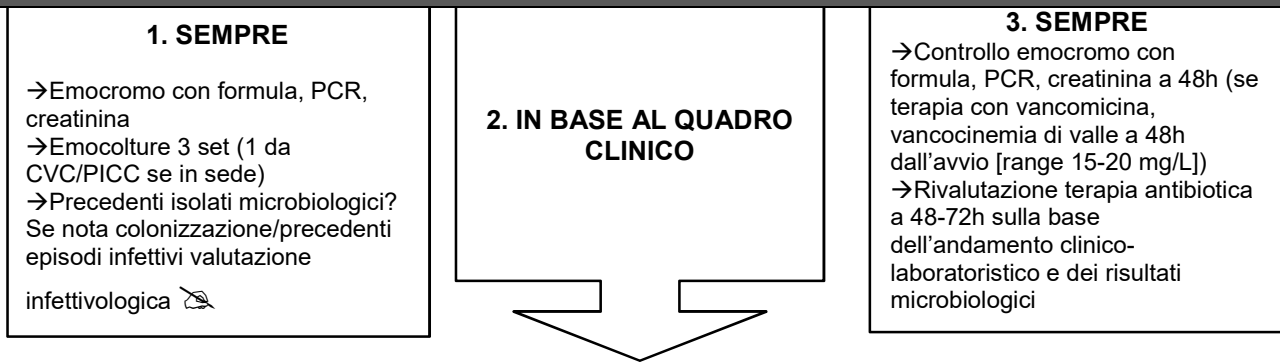 1. SEMPRE
→Emocromo con formula, PCR,
creatinina
→Emocolture 3 set (1 da
CVC/PICC se in sede)
→Precedenti isolati microbiologici?
Se nota colonizzazione/precedenti
episodi infettivi valutazione
infettivologica
2. IN BASE AL QUADRO
CLINICO
3. SEMPRE
→Controllo emocromo con
formula, PCR, creatinina a 48h (se
terapia con vancomicina,
vancocinemia di valle a 48h
dall’avvio [range 15-20 mg/L])
→Rivalutazione terapia antibiotica
a 48-72h sulla base
dell’andamento clinico-
laboratoristico e dei risultati
microbiologici